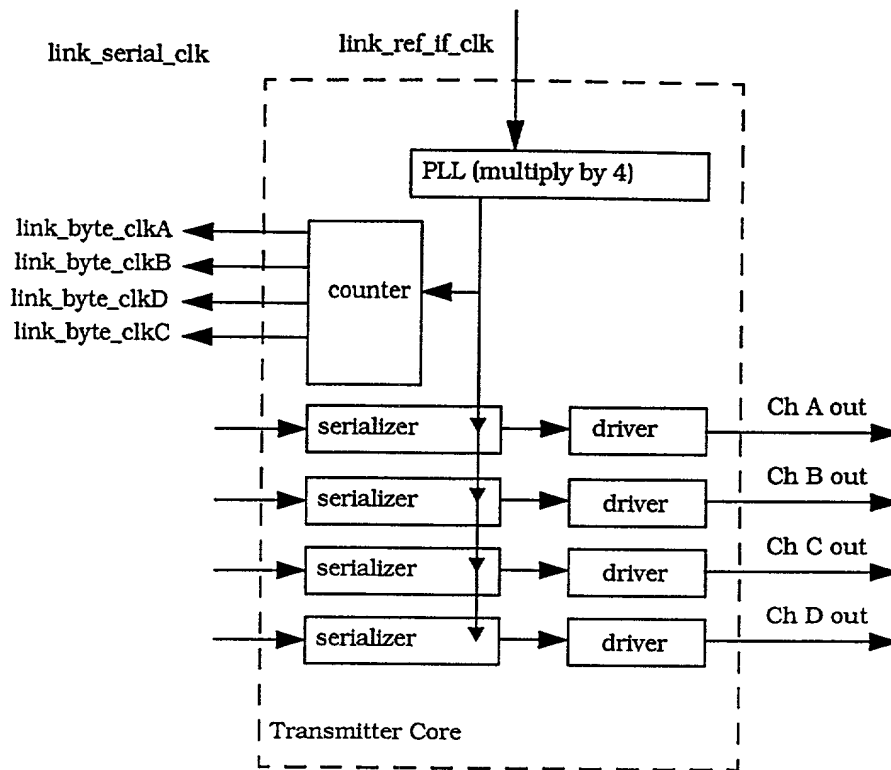 link_serial_clk
link_ref_if_clk
PLL (multiply by 4)
link_byte_clkA
link_byte_clkB
link_byte_clkD
link_byte_clkC
counter
serializer
driver
Ch A out
serializer
driver
Ch B out
serializer
driver
Ch C out
serializer
driver
Ch D out
Transmitter Core